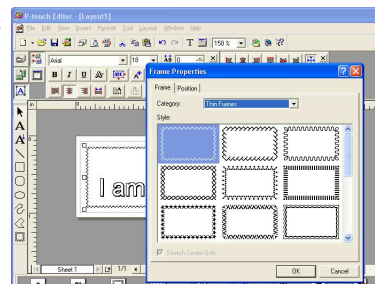 P-touch Editor - [Layout1]
File Edit View Insert Format Tool Layout Window Help
150 %
Arial
18
0
Frame Properties
Frame Position
Category: Thin Frames
Style:
I am
Stretch Center Only
OK Cancel
Sheet 1 1/1